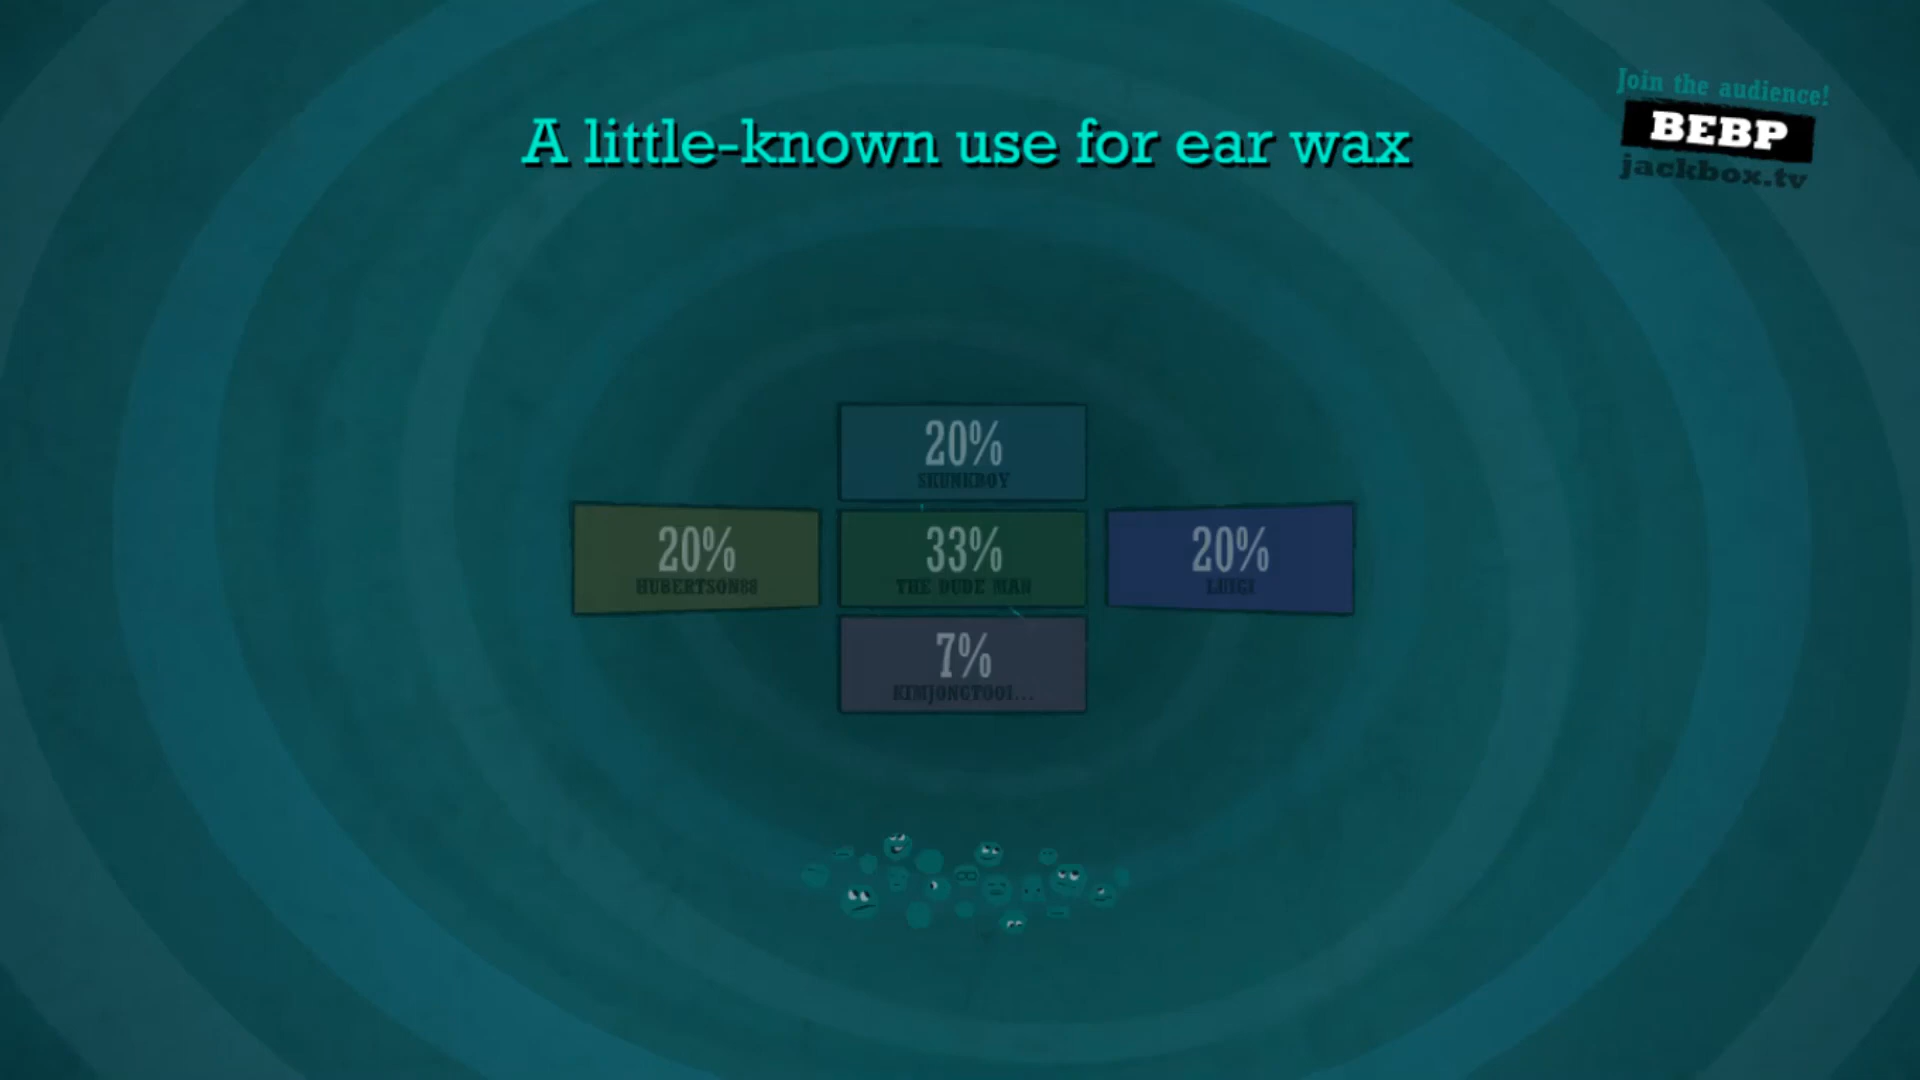 Join the audience!
BEBP
jackbox.tv
A little-known use for ear wax
20%
SKUNKBOY
20%
HUBERTSON88
33%
THE DUDE MAN
20%
LUIGI
7%
KIMJONGTOOI...